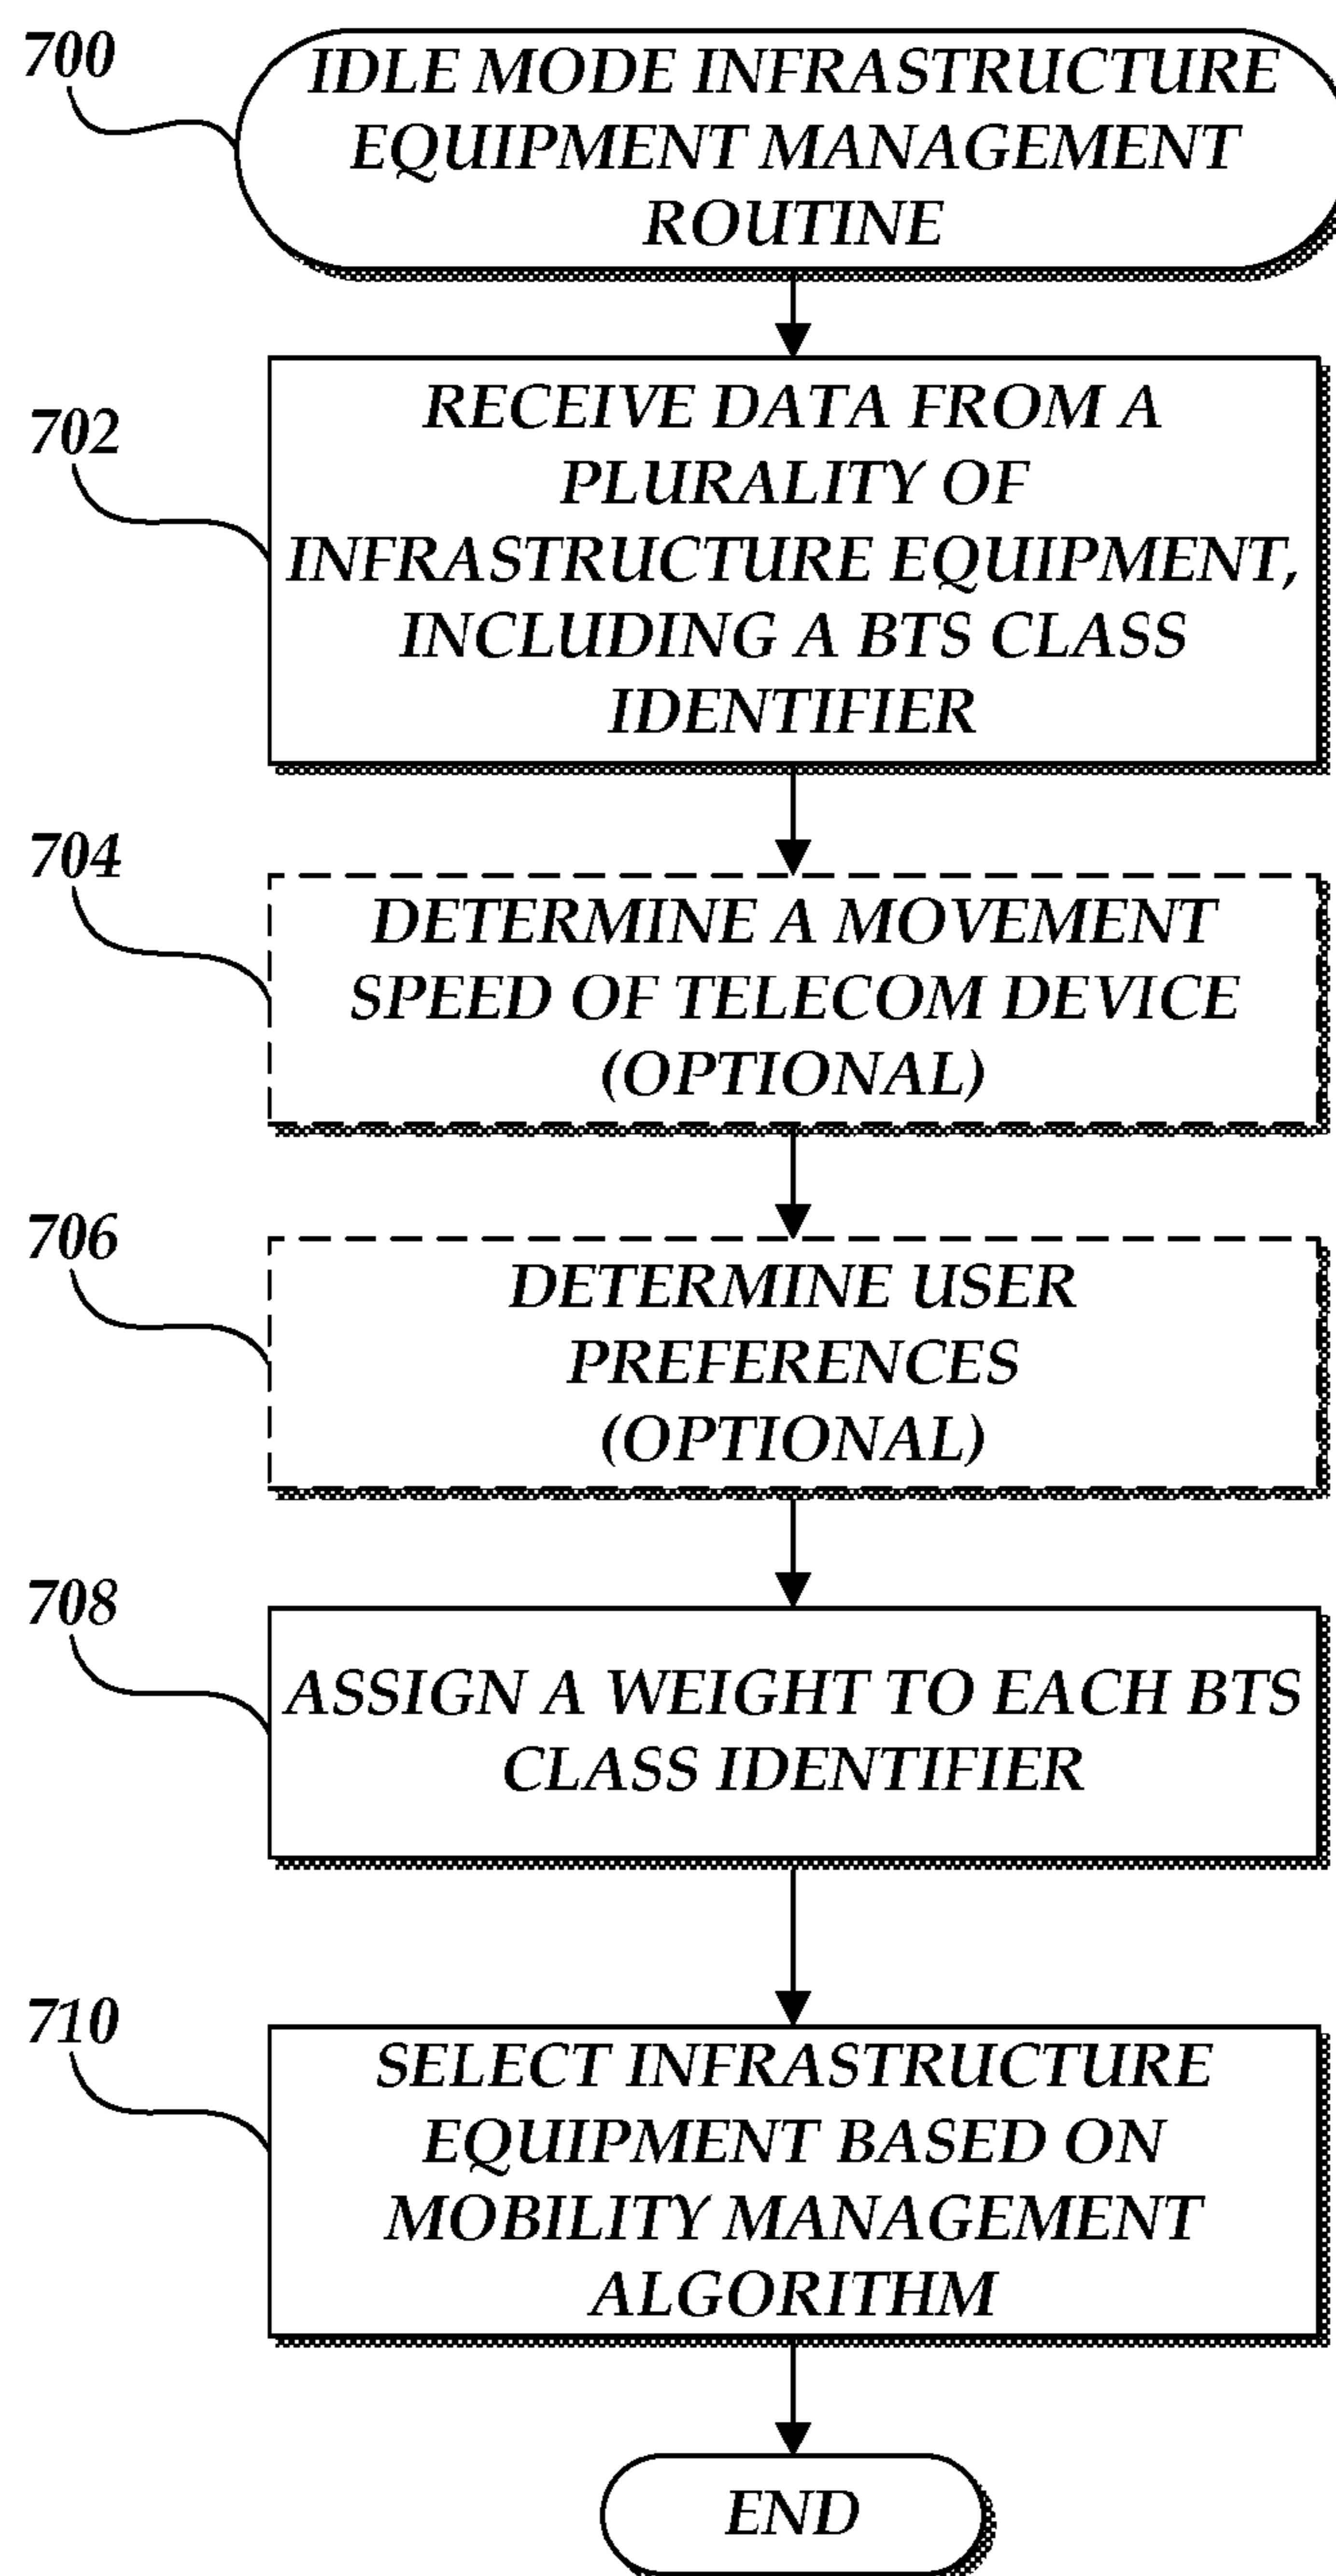 700
IDLE MODE INFRASTRUCTURE
EQUIPMENT MANAGEMENT
ROUTINE
702
RECEIVE DATA FROM A
PLURALITY OF
INFRASTRUCTURE EQUIPMENT,
INCLUDING A BTS CLASS
IDENTIFIER
704
DETERMINE A MOVEMENT
SPEED OF TELECOM DEVICE
(OPTIONAL)
706
DETERMINE USER
PREFERENCES
(OPTIONAL)
708
ASSIGN A WEIGHT TO EACH BTS
CLASS IDENTIFIER
710
SELECT INFRASTRUCTURE
EQUIPMENT BASED ON
MOBILITY MANAGEMENT
ALGORITHM
END